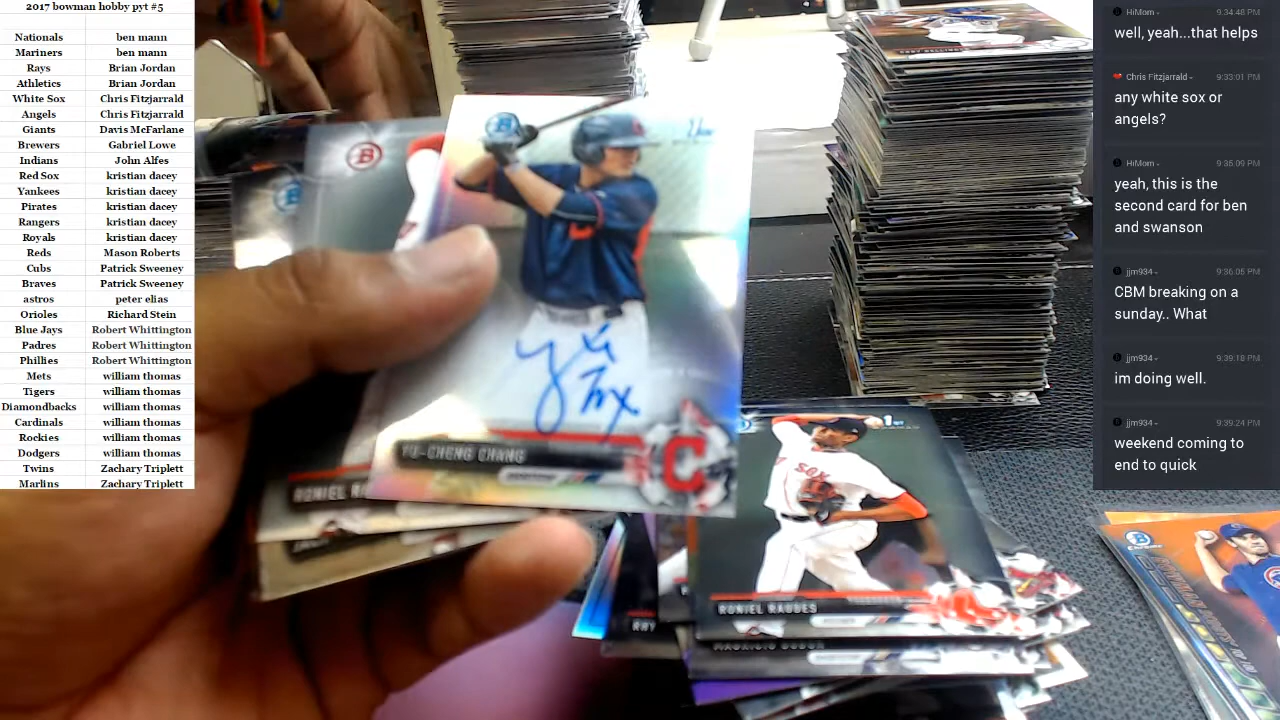 2017 bowman hobby pyt #5
Nationals ben mann
Mariners ben mann
Rays Brian Jordan
Athletics Brian Jordan
White Sox Chris Fitzjarrald
Angels Chris Fitzjarrald
Giants Davis McFarlane
Brewers Gabriel Lowe
Indians John Alfes
Red Sox kristian dacey
Yankees kristian dacey
Pirates kristian dacey
Rangers kristian dacey
Royals kristian dacey
Reds Mason Roberts
Cubs Patrick Sweeney
Braves Patrick Sweeney
astros peter elias
Orioles Richard Stein
Blue Jays Robert Whittington
Padres Robert Whittington
Phillies Robert Whittington
Mets william thomas
Tigers william thomas
Diamondbacks william thomas
Cardinals william thomas
Rockies william thomas
Dodgers william thomas
Twins Zachary Triplett
Marlins Zachary Triplett
B
B
B
C
YU-CHENG CHANG
C
RONIEL R
SOX
RONIEL RAUDES
B
Chrome
HiMom - 9:34:48 PM
well, yeah...that helps
Chris Fitzjarrald - 9:33:01 PM
any white sox or
angels?
HiMom - 9:35:09 PM
yeah, this is the
second card for ben
and swanson
jjm934 - 9:36:05 PM
CBM breaking on a
sunday.. What
jjm934 - 9:39:18 PM
im doing well.
jjm934 - 9:39:24 PM
weekend coming to
end to quick